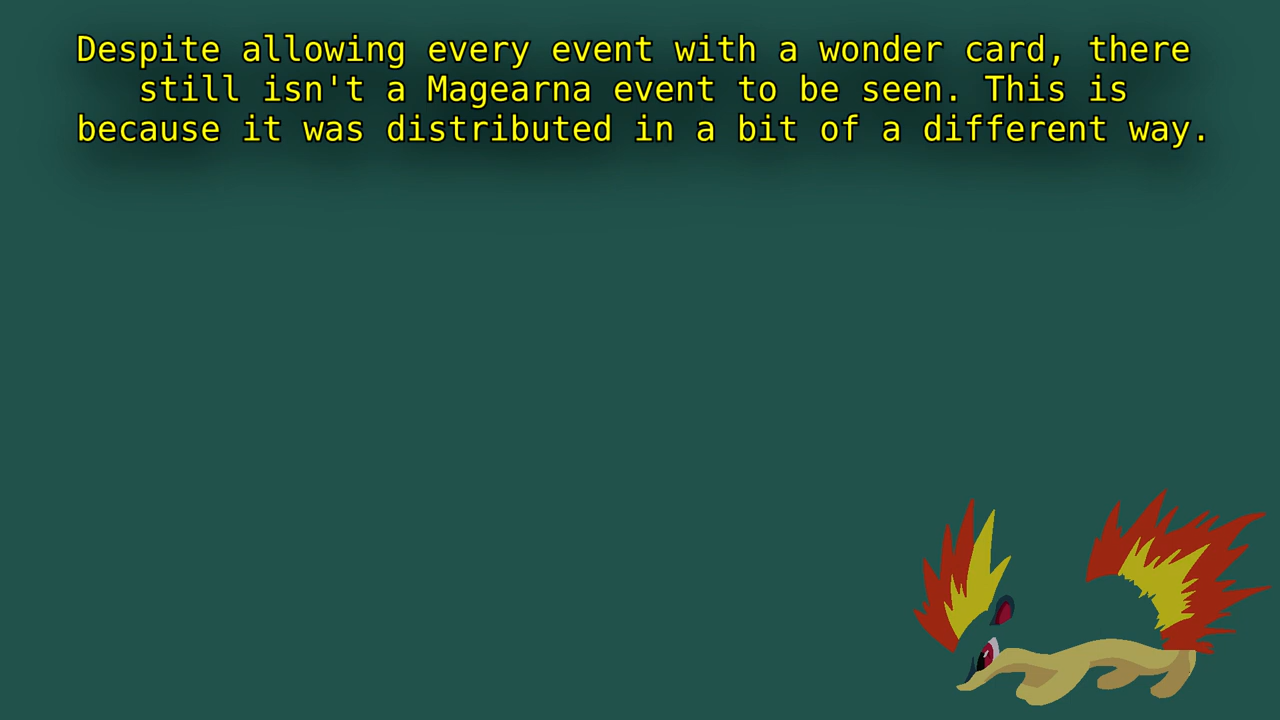 Despite allowing every event with a wonder card, there
still isn't a Magearna event to be seen. This is
because it was distributed in a bit of a different way.